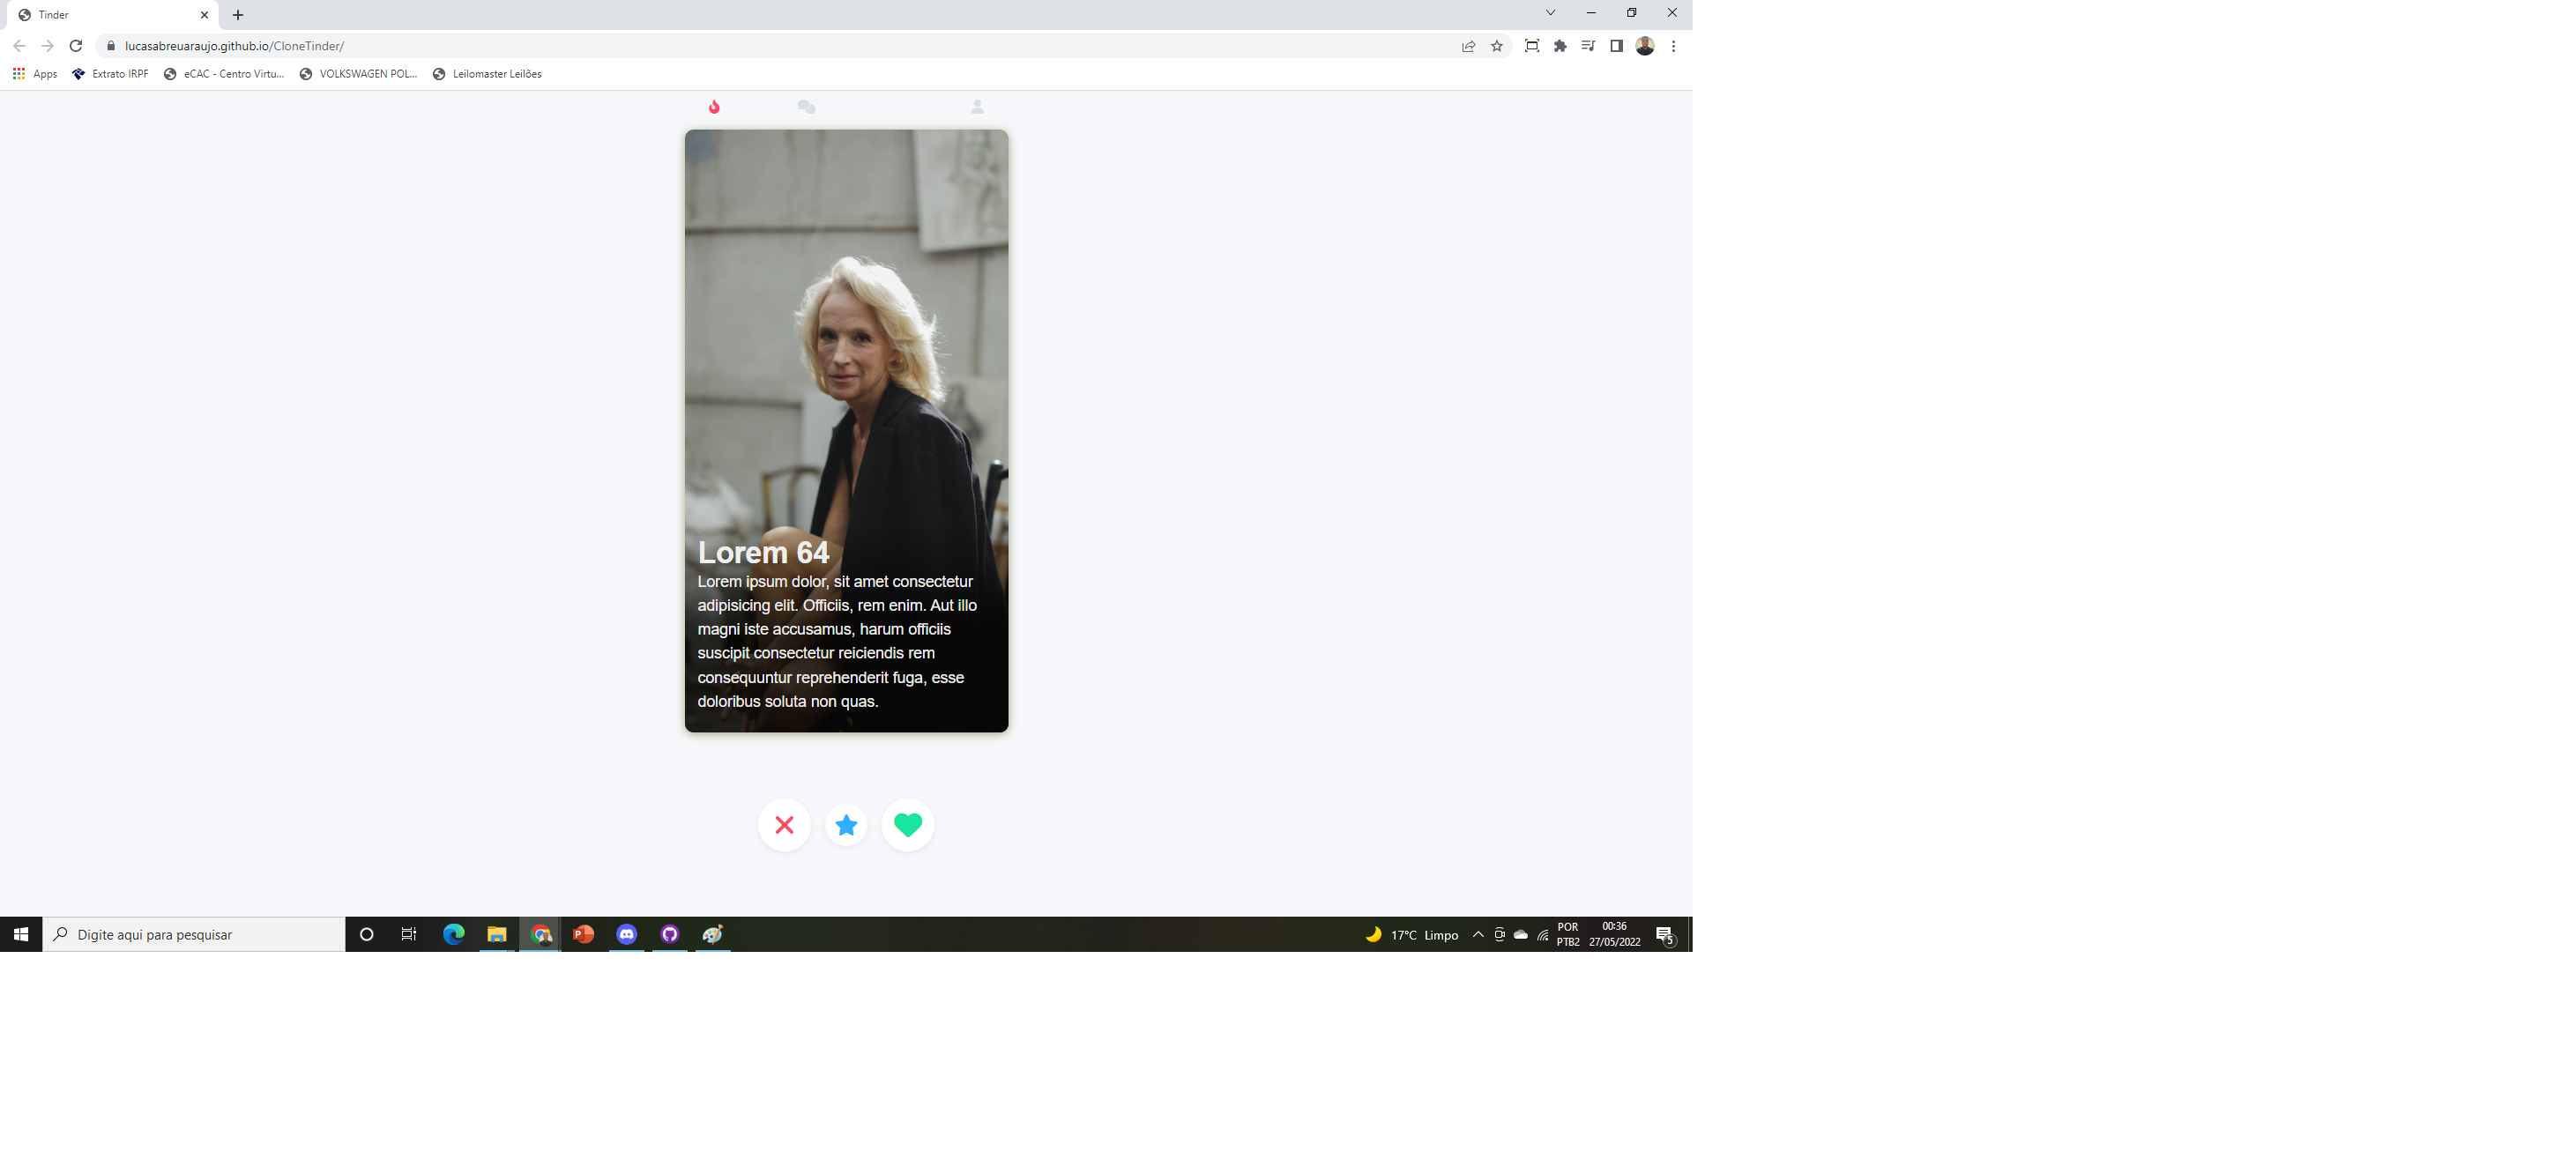 Tinder
lucasabreuaraujo.github.io/CloneTinder/
Apps
Extrato IRPF
eCAC - Centro Virtu...
VOLKSWAGEN POL...
Leilomaster Leilões
Lorem 64
Lorem ipsum dolor, sit amet consectetur
adipisicing elit. Officiis, rem enim. Aut illo
magni iste accusamus, harum officiis
suscipit consectetur reiciendis rem
consequuntur reprehenderit fuga, esse
doloribus soluta non quas.
Digite aqui para pesquisar
P
17°C Limpo
POR
PTB2
00:36
27/05/2022
5